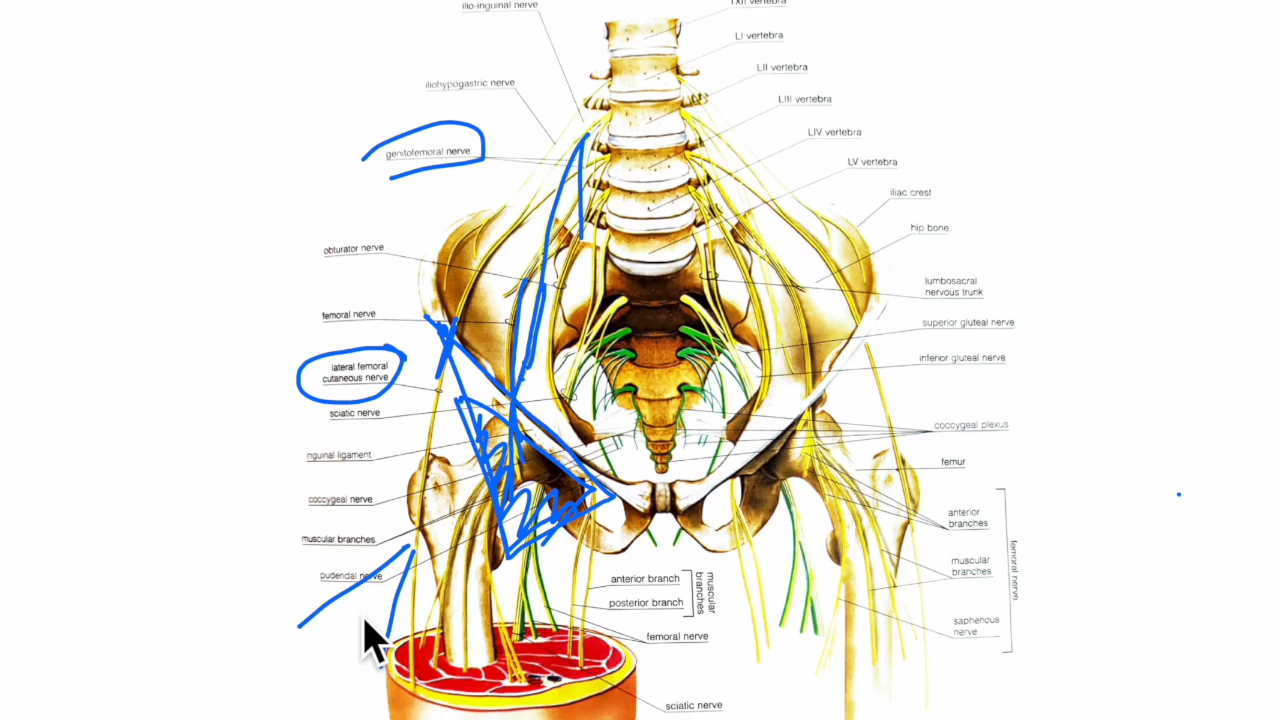 ilio-inguinal nerve
TXII vertebra
LI vertebra
LII vertebra
iliohypogastric nerve
LIII vertebra
LIV vertebra
genitofemoral nerve
LV vertebra
iliac crest
hip bone
obturator nerve
lumbosacral
nervous trunk
femoral nerve
superior gluteal nerve
inferior gluteal nerve
lateral femoral
cutaneous nerve
sciatic nerve
coccygeal plexus
nguinal ligament
femur
coccygeal nerve
anterior
branches
muscular branches
femoral nerve
muscular
branches
pudendal nerve
anterior branch
muscular
branches
posterior branch
saphenous
nerve
femoral nerve
sciatic nerve